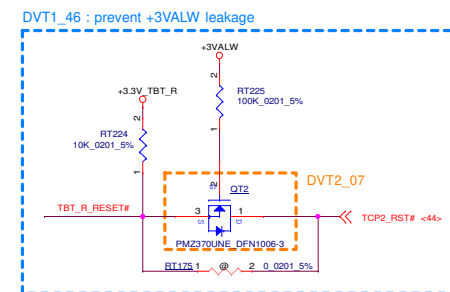 DVT1_46 : prevent +3VALW leakage
+3VALW
+3.3V_TBT_R
2
RT225
100K_0201_5%
2
RT224
10K_0201_5%
1
1
DVT2_07
2
G
QT2
TBT_R_RESET#
3
1
TCP2_RST# <44>
S
D
PMZ370UNE_DFN1006-3
RT175 1 @ 2 0_0201_5%